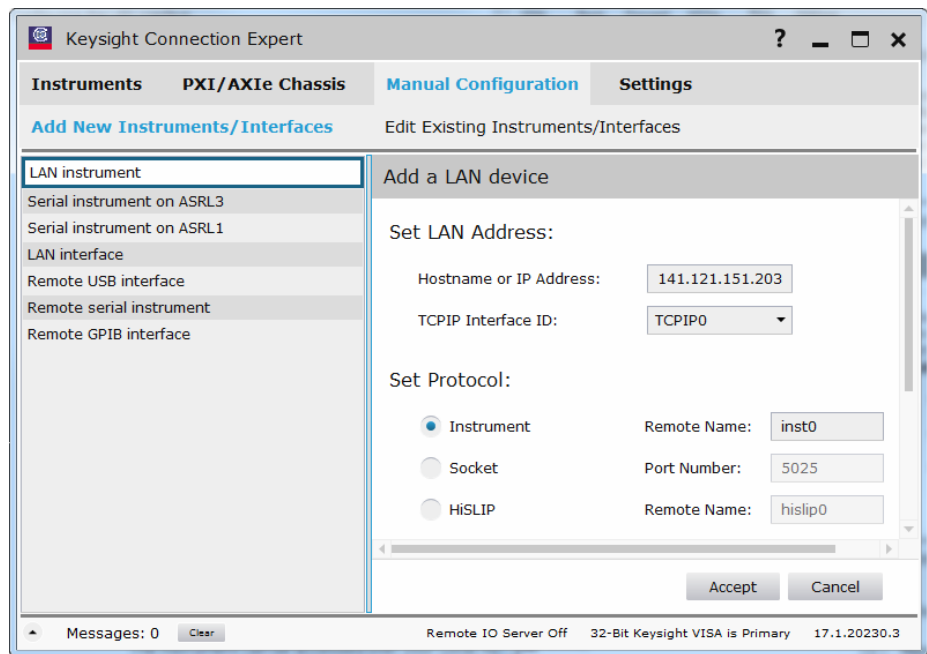 Keysight Connection Expert
Instruments PXI/AXIe Chassis Manual Configuration Settings
Add New Instruments/Interfaces Edit Existing Instruments/Interfaces
LAN instrument
Serial instrument on ASRL3
Serial instrument on ASRL1
LAN interface
Remote USB interface
Remote serial instrument
Remote GPIB interface
Add a LAN device
Set LAN Address:
Hostname or IP Address: 141.121.151.203
TCPIP Interface ID: TCPIP0
Set Protocol:
Instrument Remote Name: inst0
Socket Port Number: 5025
HiSLIP Remote Name: hislip0
Accept Cancel
Messages: 0 Clear Remote IO Server Off 32-Bit Keysight VISA is Primary 17.1.20230.3